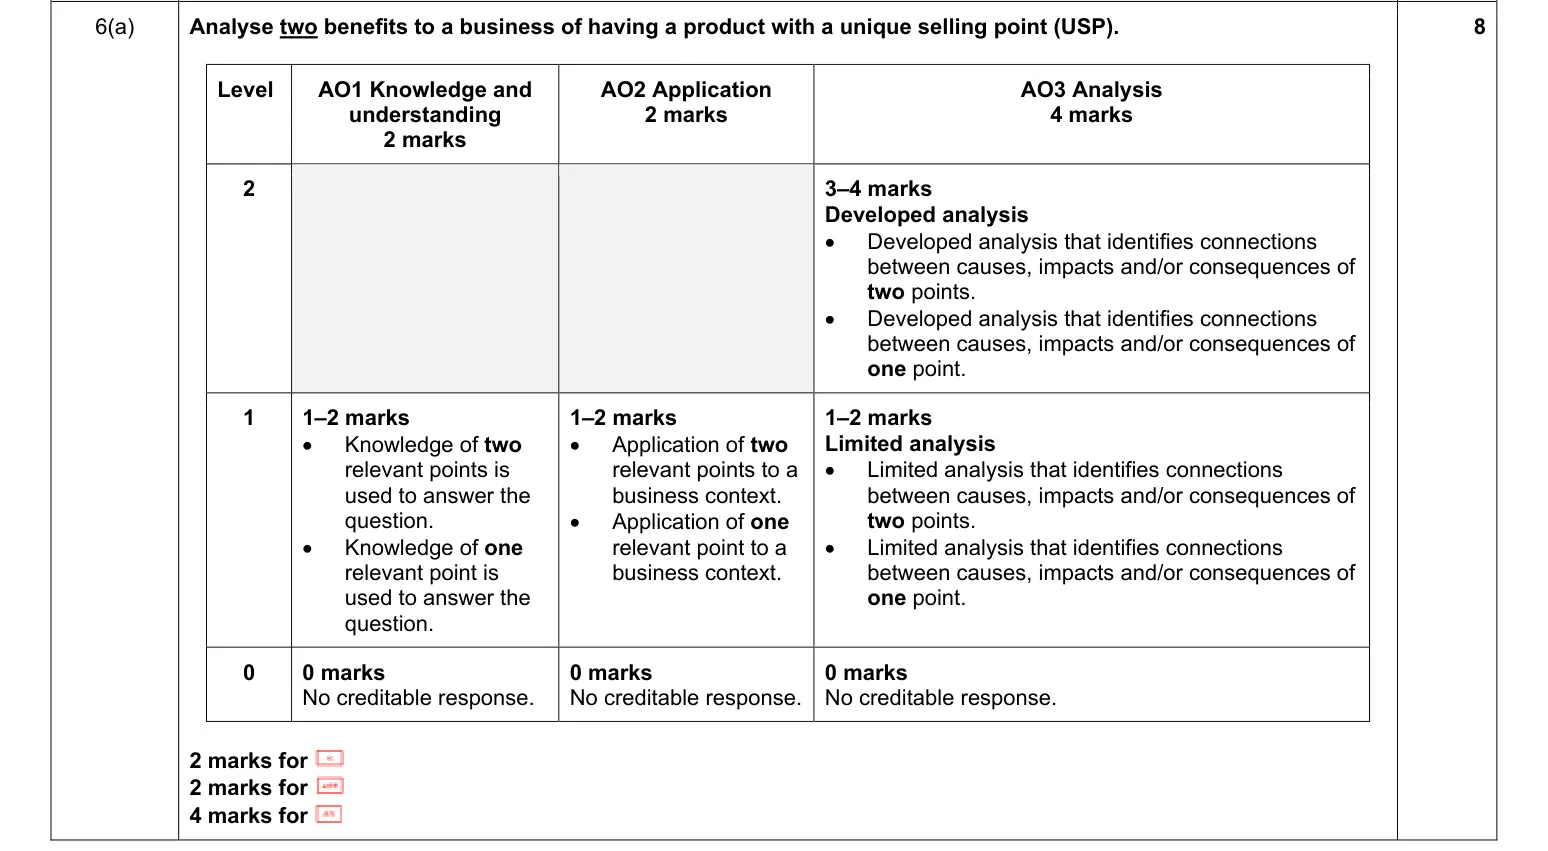 6(a)
Analyse two benefits to a business of having a product with a unique selling point (USP).
8
Level
AO1 Knowledge and
understanding
2 marks
AO2 Application
2 marks
AO3 Analysis
4 marks
2
3–4 marks
Developed analysis
• Developed analysis that identifies connections
between causes, impacts and/or consequences of
two points.
• Developed analysis that identifies connections
between causes, impacts and/or consequences of
one point.
1
1–2 marks
• Knowledge of two
relevant points is
used to answer the
question.
• Knowledge of one
relevant point is
used to answer the
question.
1–2 marks
• Application of two
relevant points to a
business context.
• Application of one
relevant point to a
business context.
1–2 marks
Limited analysis
• Limited analysis that identifies connections
between causes, impacts and/or consequences of
two points.
• Limited analysis that identifies connections
between causes, impacts and/or consequences of
one point.
0
0 marks
No creditable response.
0 marks
No creditable response.
0 marks
No creditable response.
2 marks for
2 marks for
4 marks for